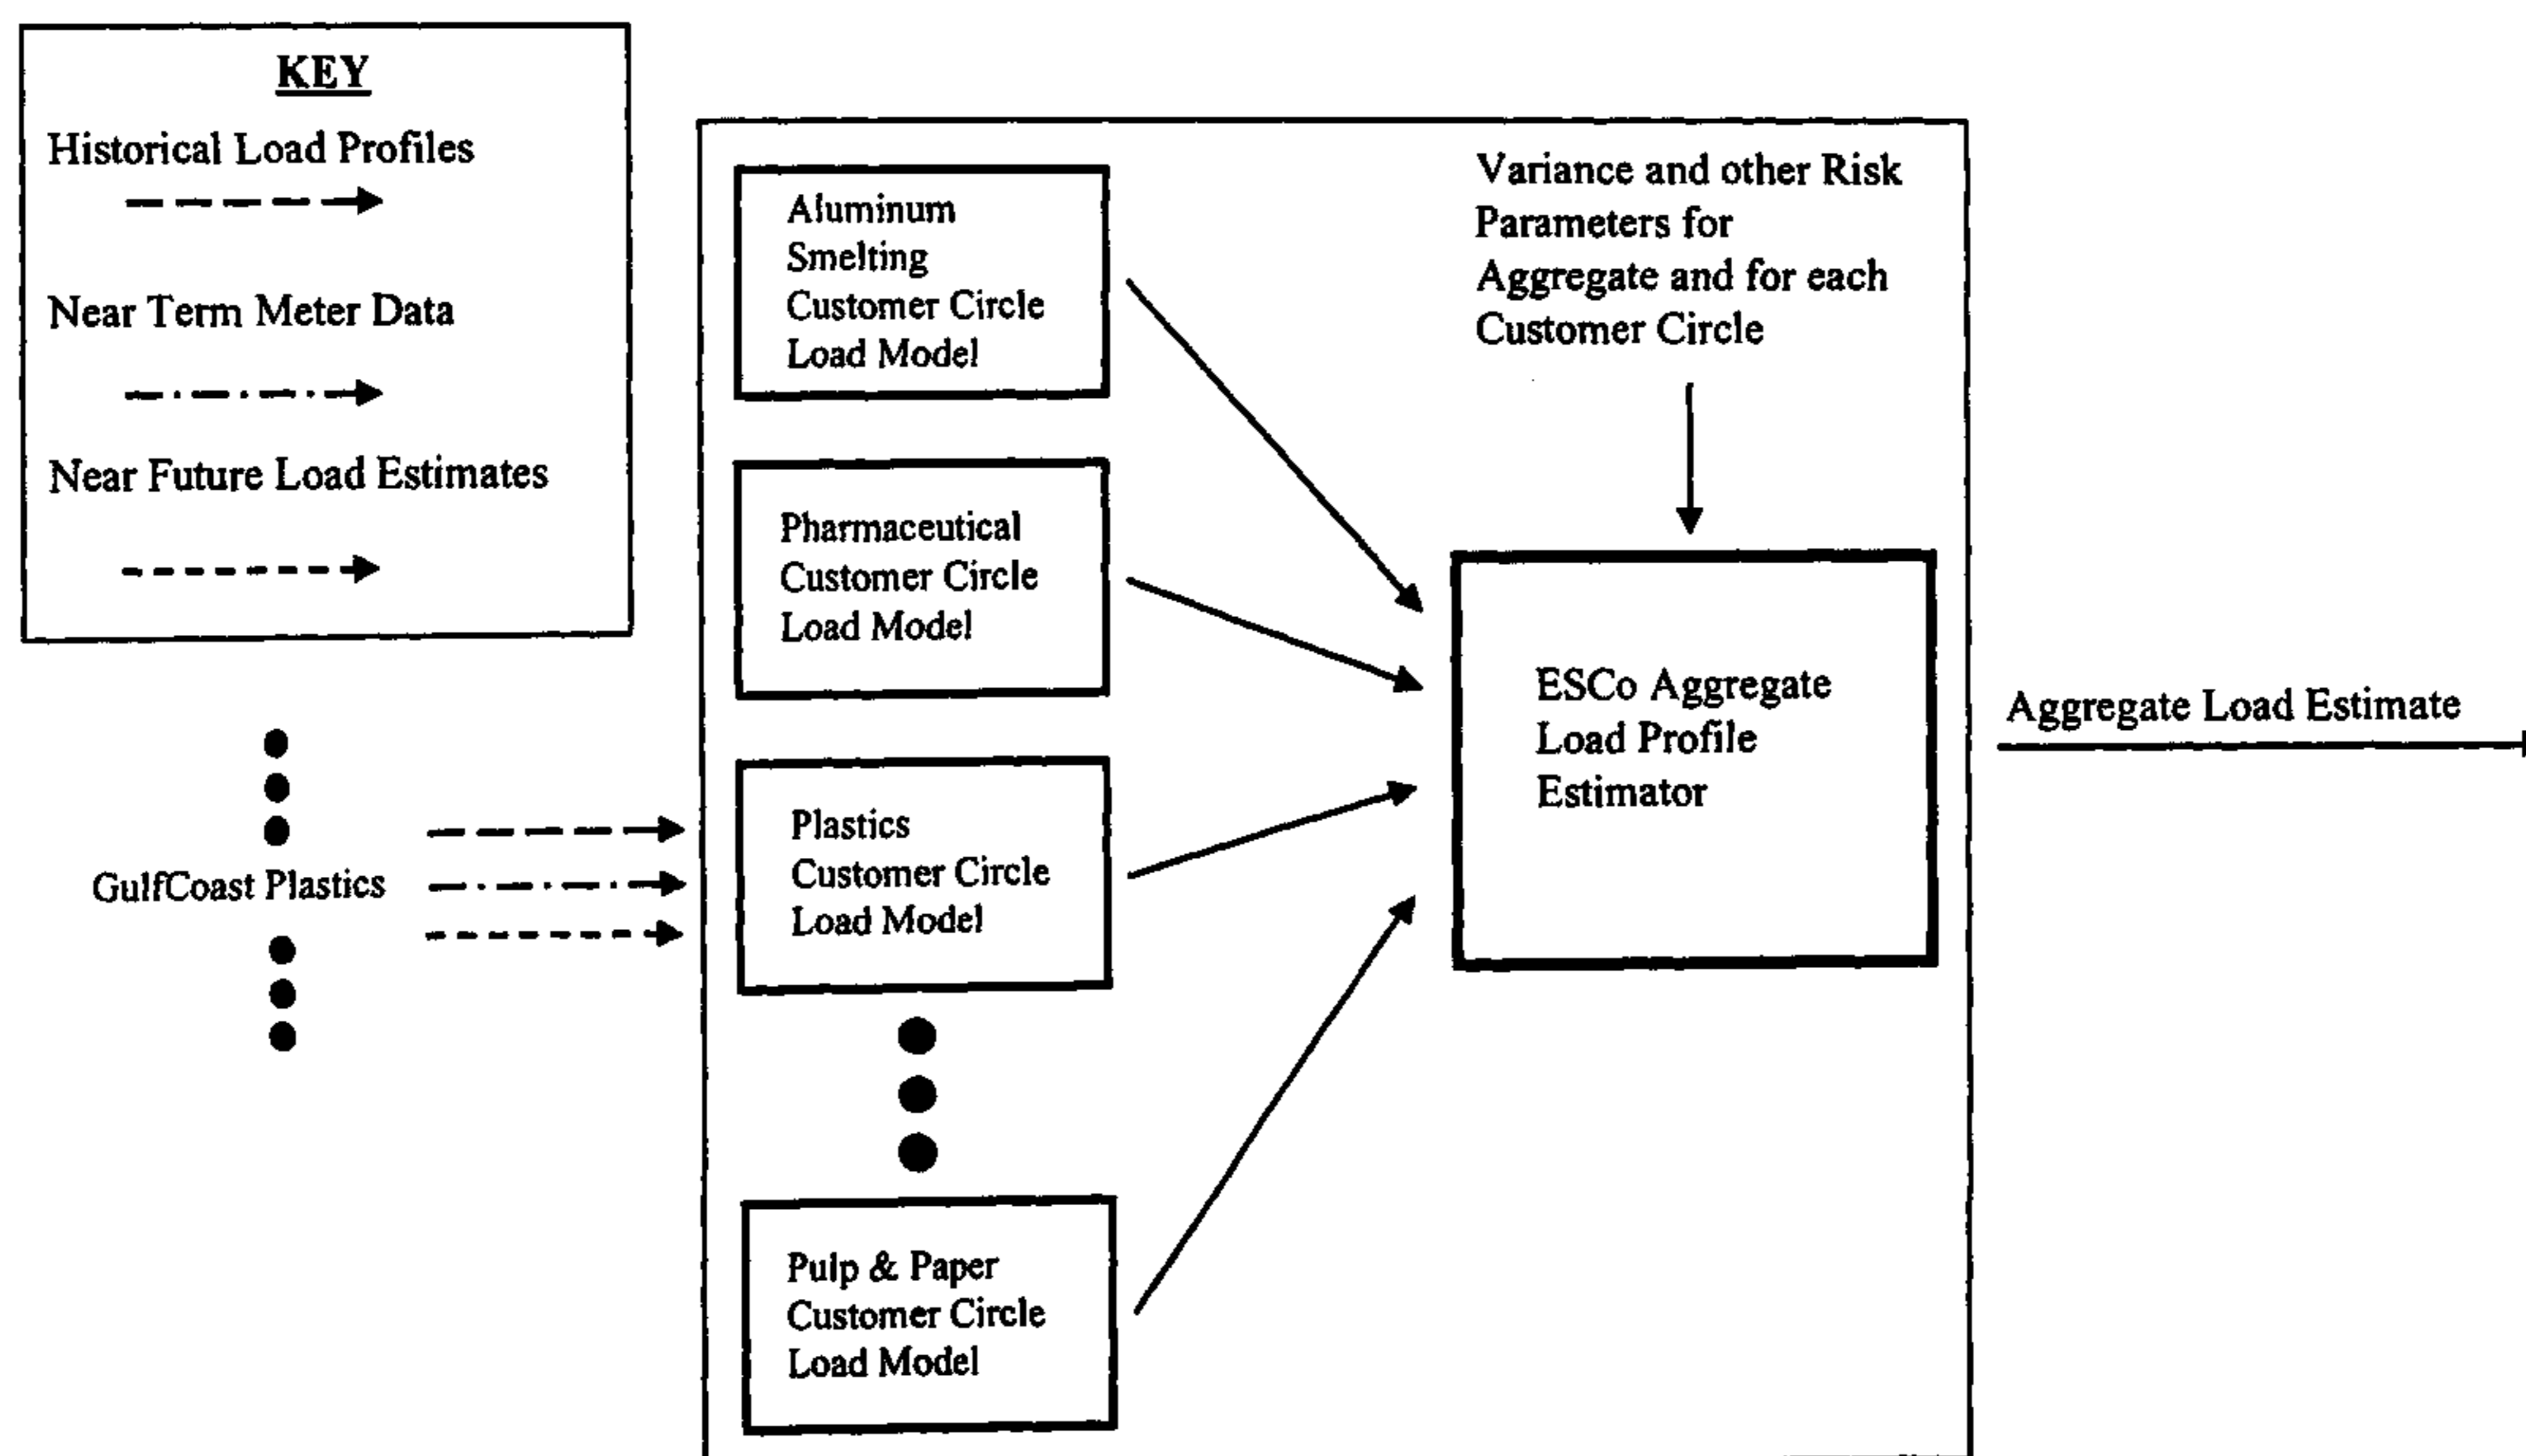 KEY
Historical Load Profiles
Near Term Meter Data
Near Future Load Estimates
Aluminum
Smelting
Customer Circle
Load Model
Variance and other Risk
Parameters for
Aggregate and for each
Customer Circle
Pharmaceutical
Customer Circle
Load Model
ESCo Aggregate
Load Profile
Estimator
Aggregate Load Estimate
GulfCoast Plastics
Plastics
Customer Circle
Load Model
Pulp & Paper
Customer Circle
Load Model